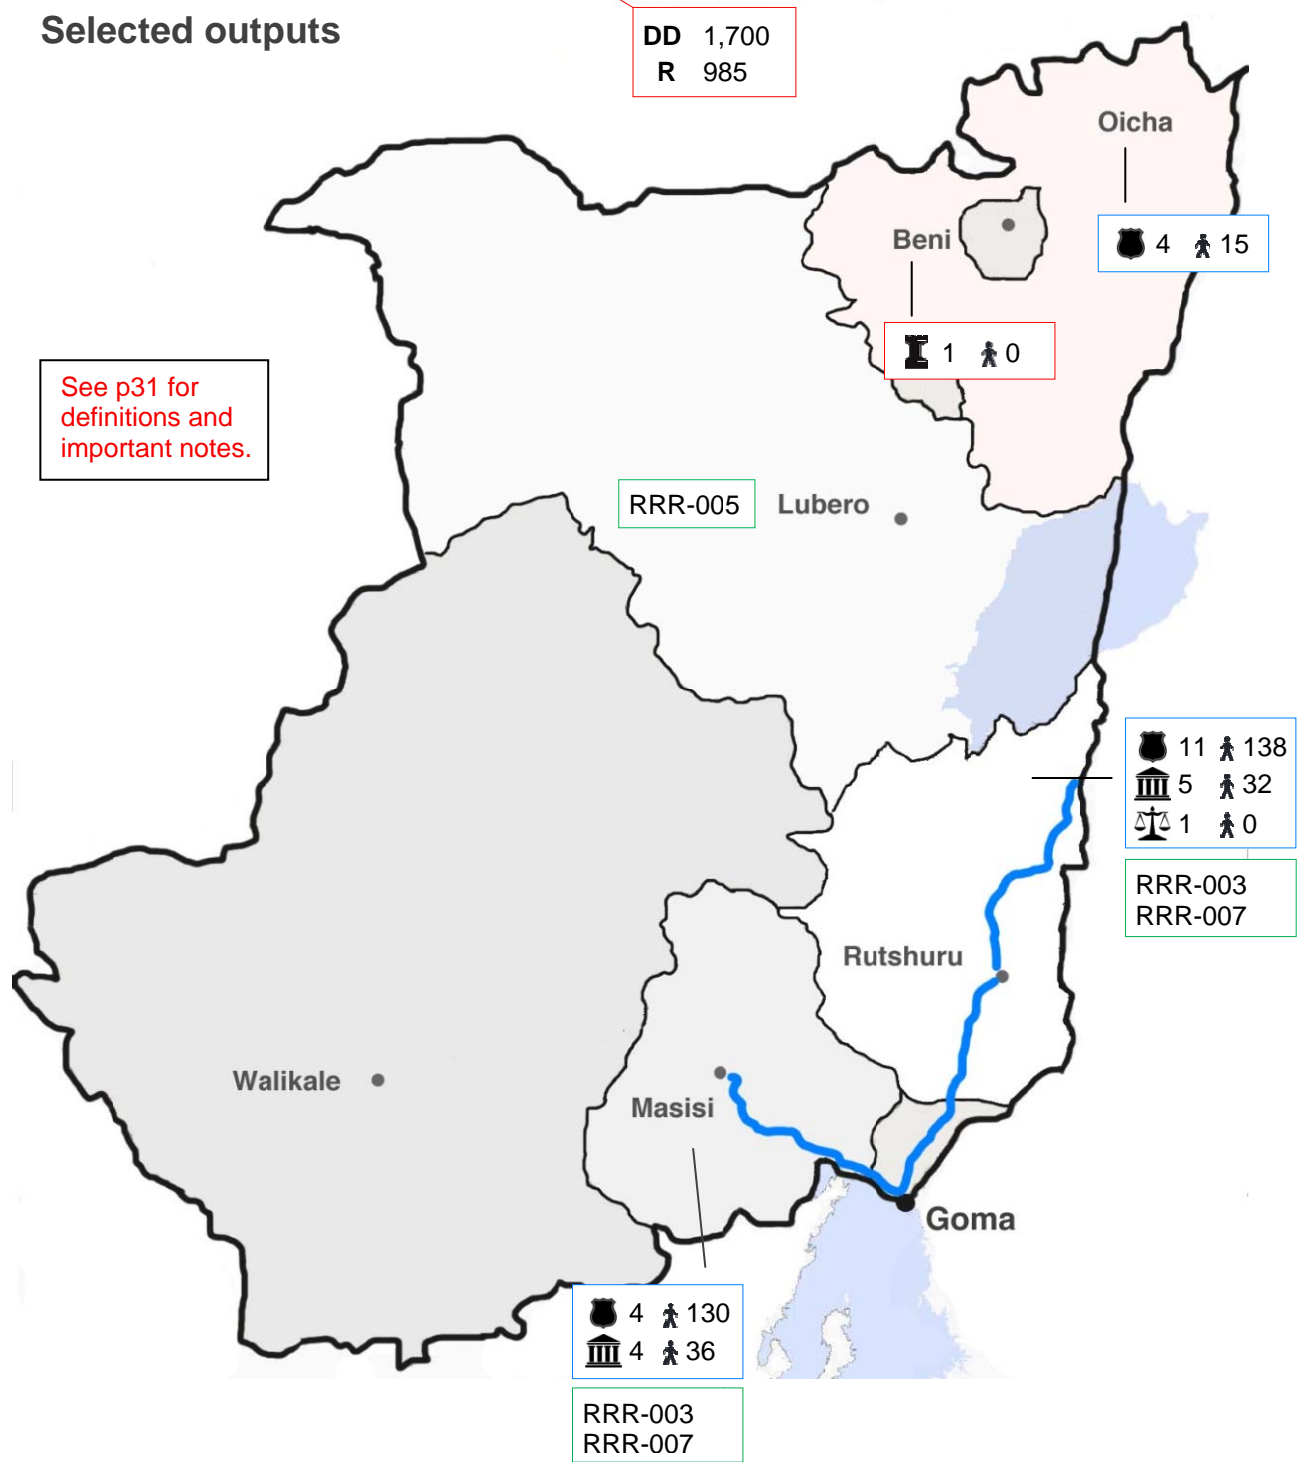 Selected outputs
DD 1,700
R 985
Oicha
4 15
Beni
1 0
See p31 for
definitions and
important notes.
RRR-005
Lubero
11 138
5 32
1 0
RRR-003
RRR-007
Rutshuru
Walikale
Masisi
Goma
4 130
4 36
RRR-003
RRR-007